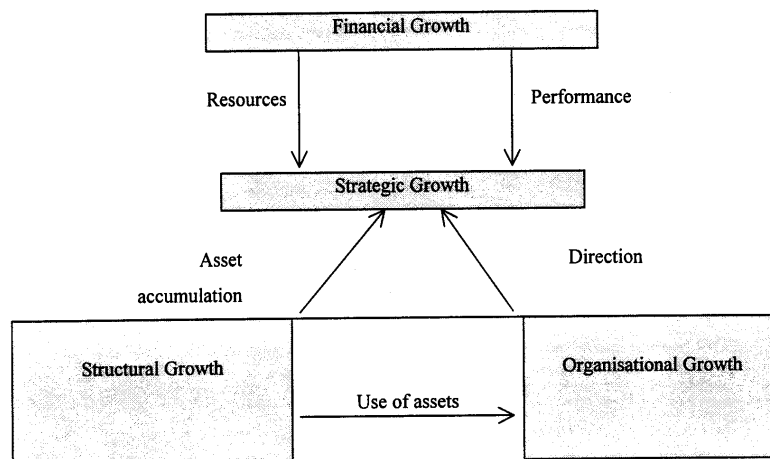 Financial Growth
Resources
Performance
Strategic Growth
Asset
accumulation
Direction
Structural Growth
Organisational Growth
Use of assets